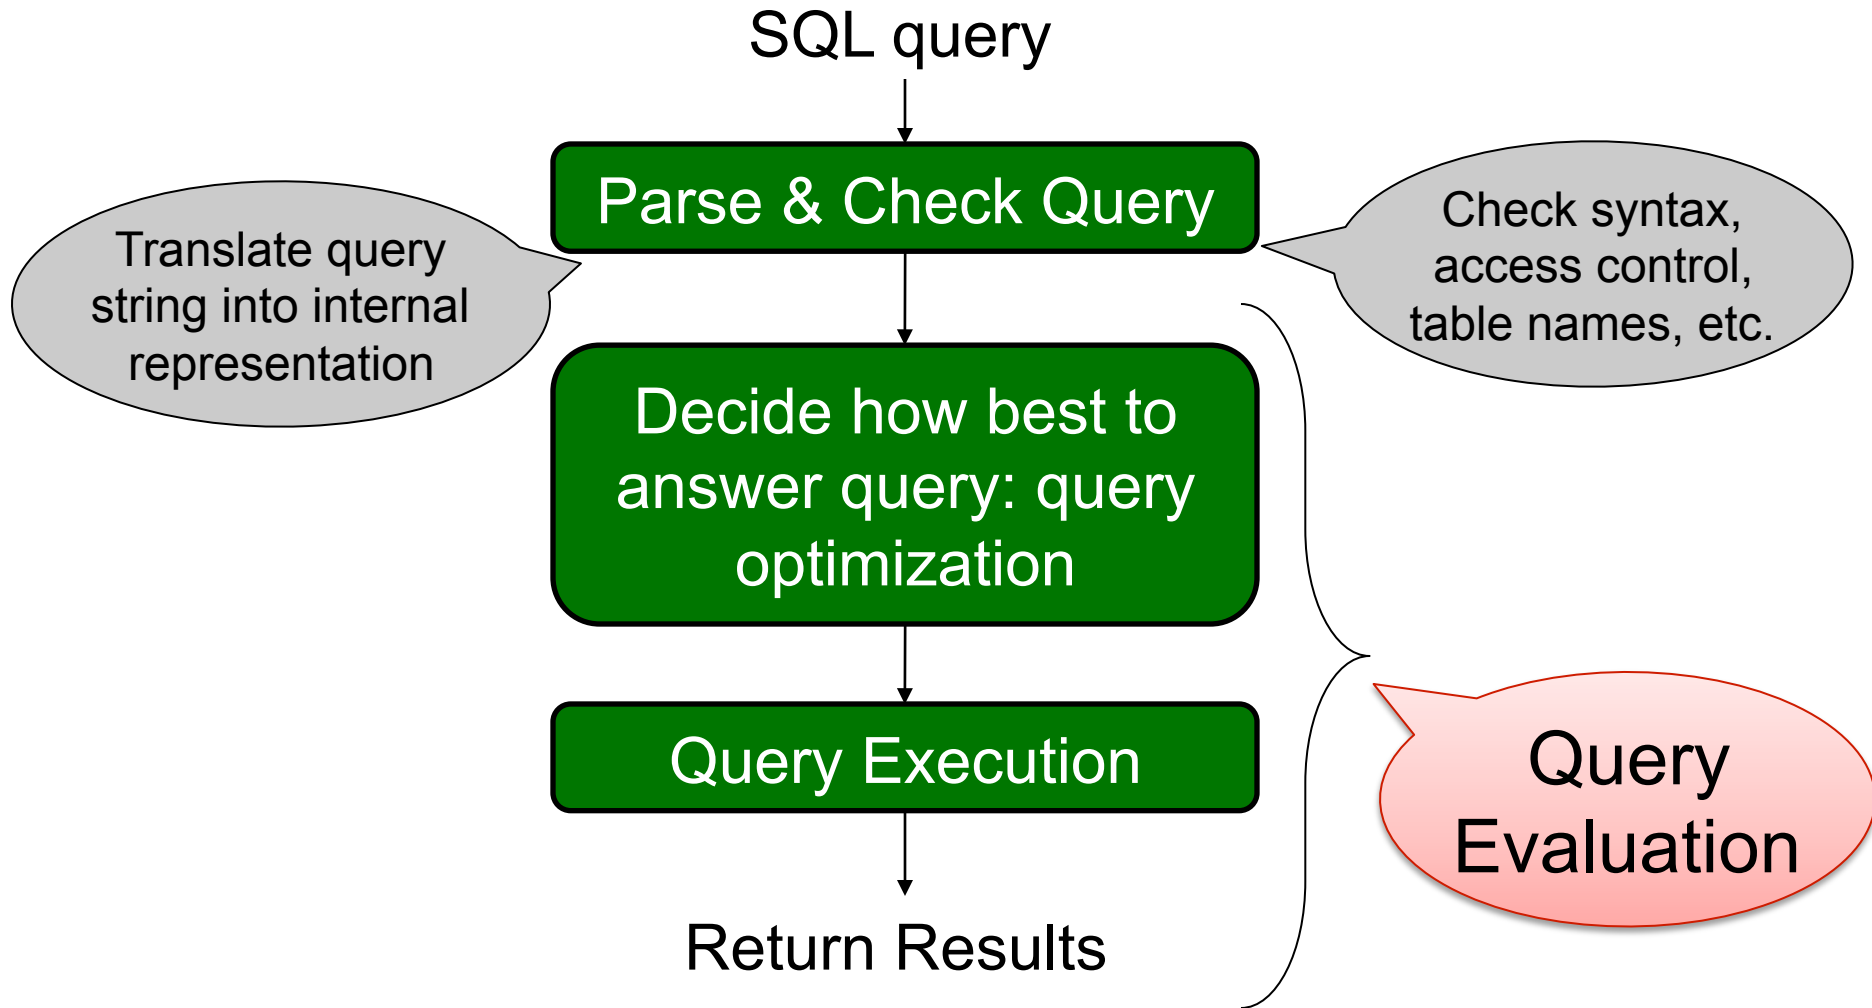 SQL query
Parse & Check Query
Translate query
string into internal
representation
Check syntax,
access control,
table names, etc.
Decide how best to
answer query: query
optimization
Query Execution
Query
Evaluation
Return Results